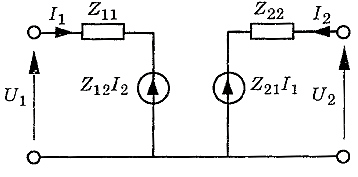 I₁ Z₁₁ Z₂₂ I₂
U₁ Z₁₂I₂ Z₂₁I₁ U₂